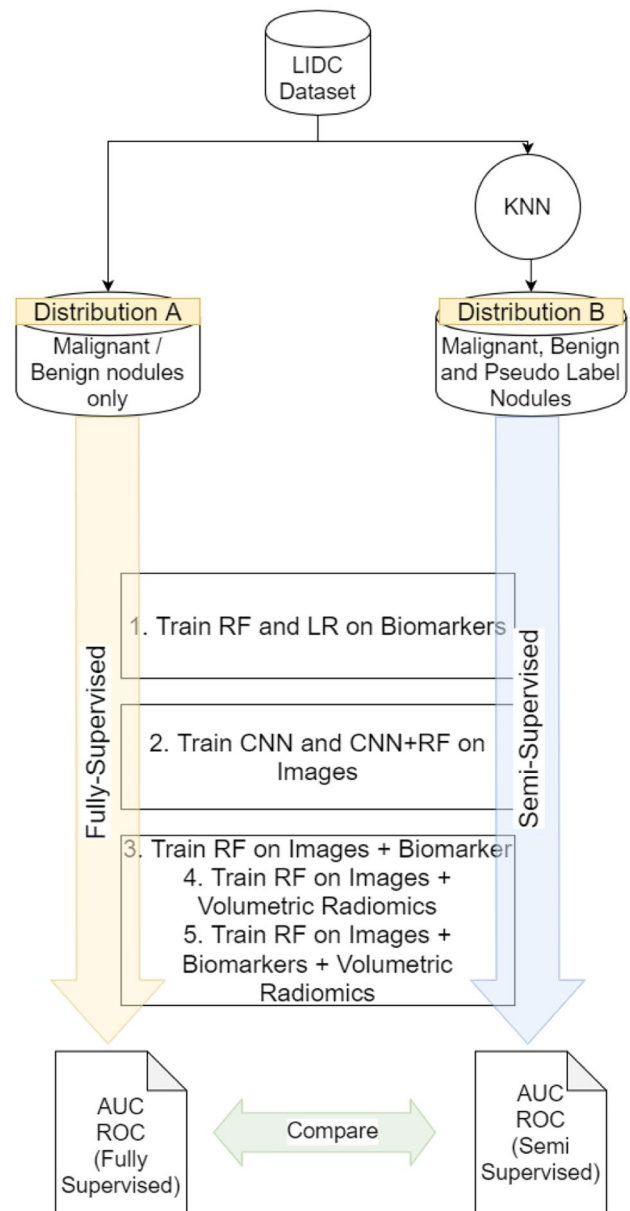 LIDC
Dataset
KNN
Distribution A
Malignant /
Benign nodules
only
Distribution B
Malignant, Benign
and Pseudo Label
Nodules
Fully-Supervised
Semi-Supervised
1. Train RF and LR on Biomarkers
2. Train CNN and CNN+RF on
Images
3. Train RF on Images + Biomarker
4. Train RF on Images +
Volumetric Radiomics
5. Train RF on Images +
Biomarkers + Volumetric
Radiomics
AUC
ROC
(Fully
Supervised)
Compare
AUC
ROC
(Semi
Supervised)